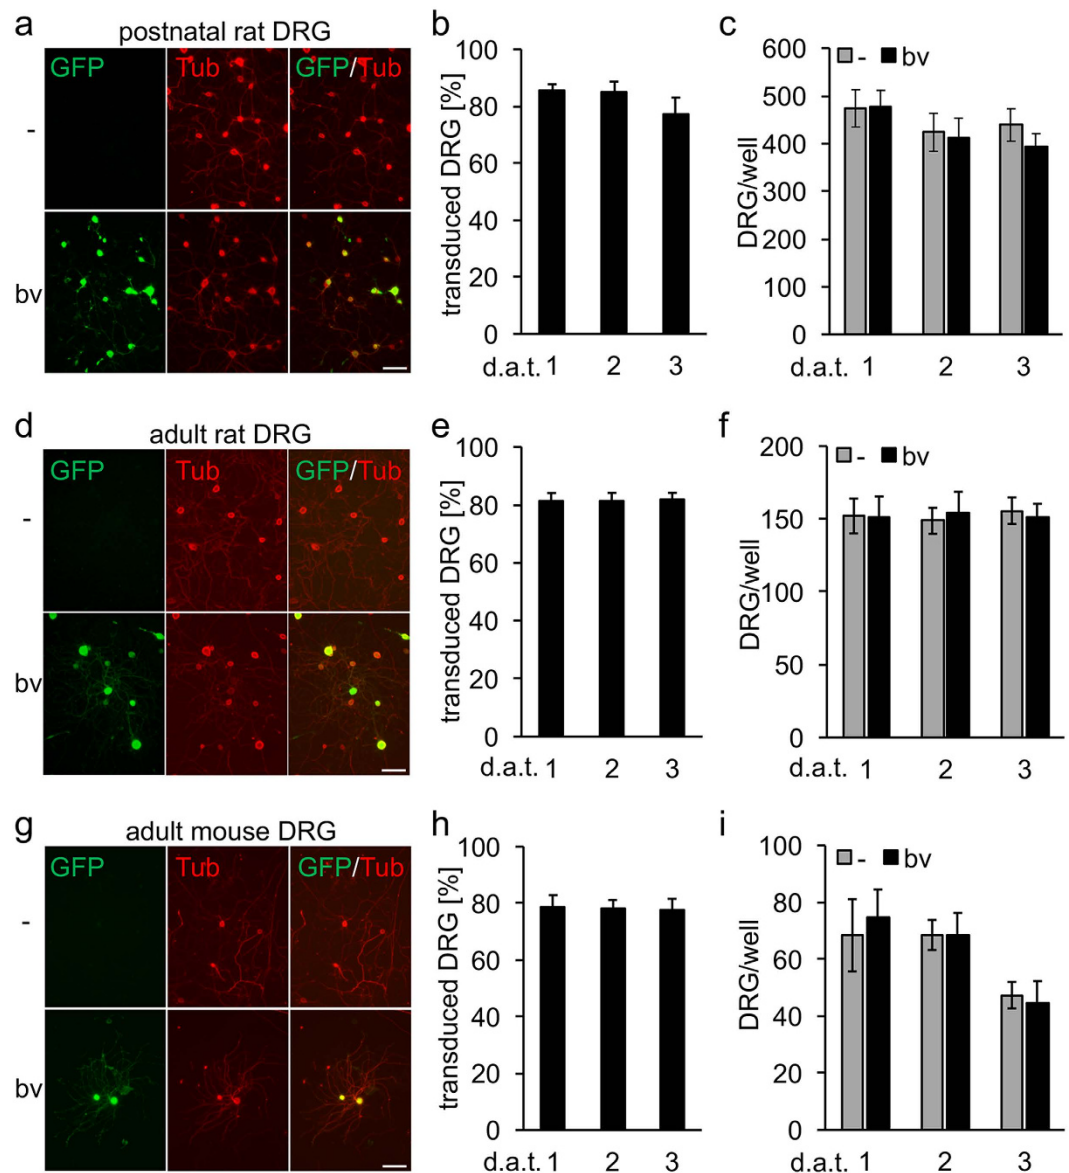 a
postnatal rat DRG
GFP
Tub
GFP/Tub
-
bv
b
transduced DRG [%]
100
80
60
40
20
0
d.a.t. 1 2 3
c
DRG/well
600
500
400
300
200
100
0
- bv
d.a.t. 1 2 3
d
adult rat DRG
GFP
Tub
GFP/Tub
-
bv
e
transduced DRG [%]
100
80
60
40
20
0
d.a.t. 1 2 3
f
DRG/well
200
150
100
50
0
- bv
d.a.t. 1 2 3
g
adult mouse DRG
GFP
Tub
GFP/Tub
-
bv
h
transduced DRG [%]
100
80
60
40
20
0
d.a.t. 1 2 3
i
DRG/well
100
80
60
40
20
0
- bv
d.a.t. 1 2 3